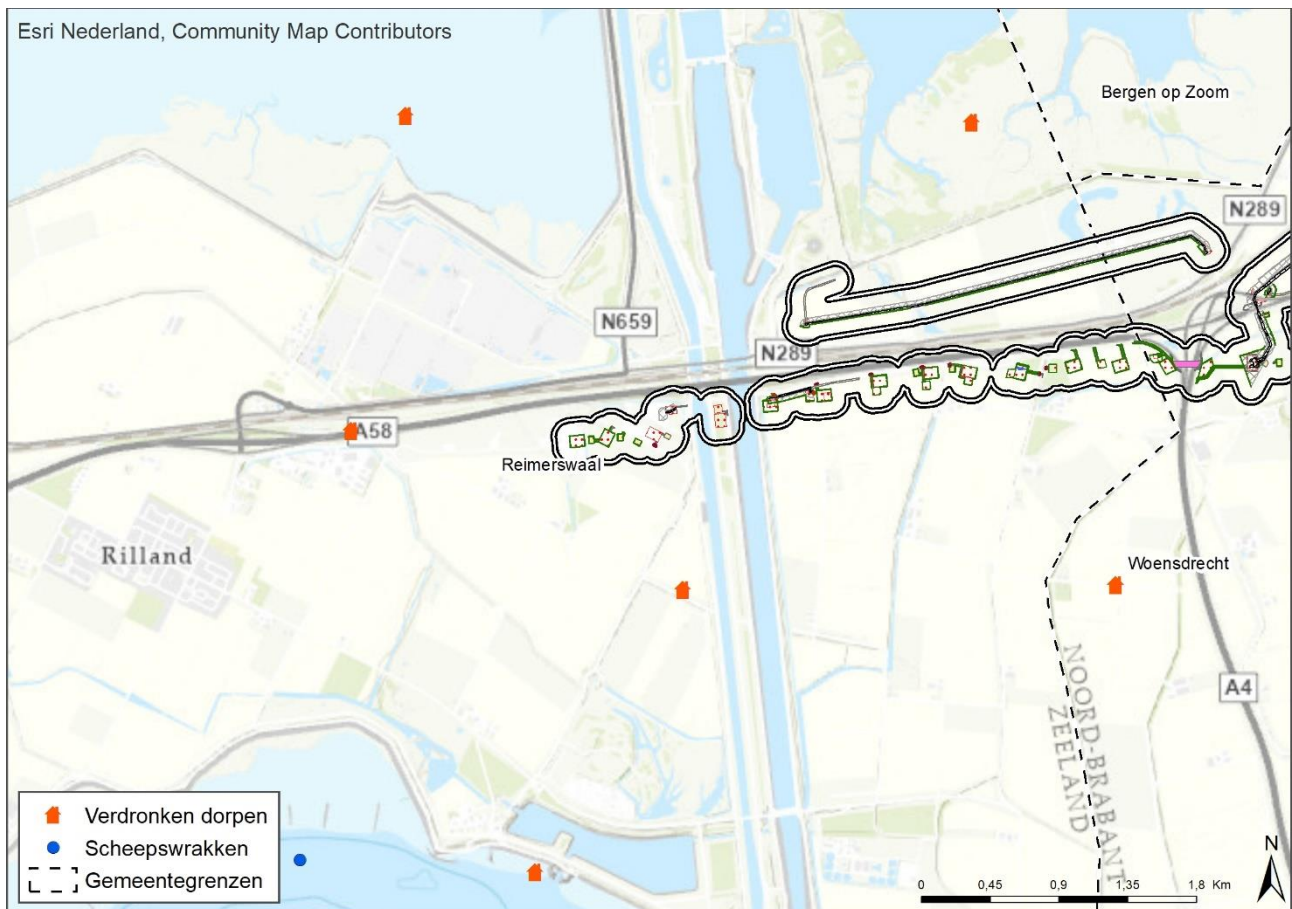 Esri Nederland, Community Map Contributors
Bergen op Zoom
N289
N659
N289
A58
Reimerswaal
Rilland
Woensdrecht
NOORD-BRABANT
ZEELAND
A4
Verdronken dorpen
Scheepswrakken
Gemeentegrenzen
N
0 0,45 0,9 1,35 1,8 Km